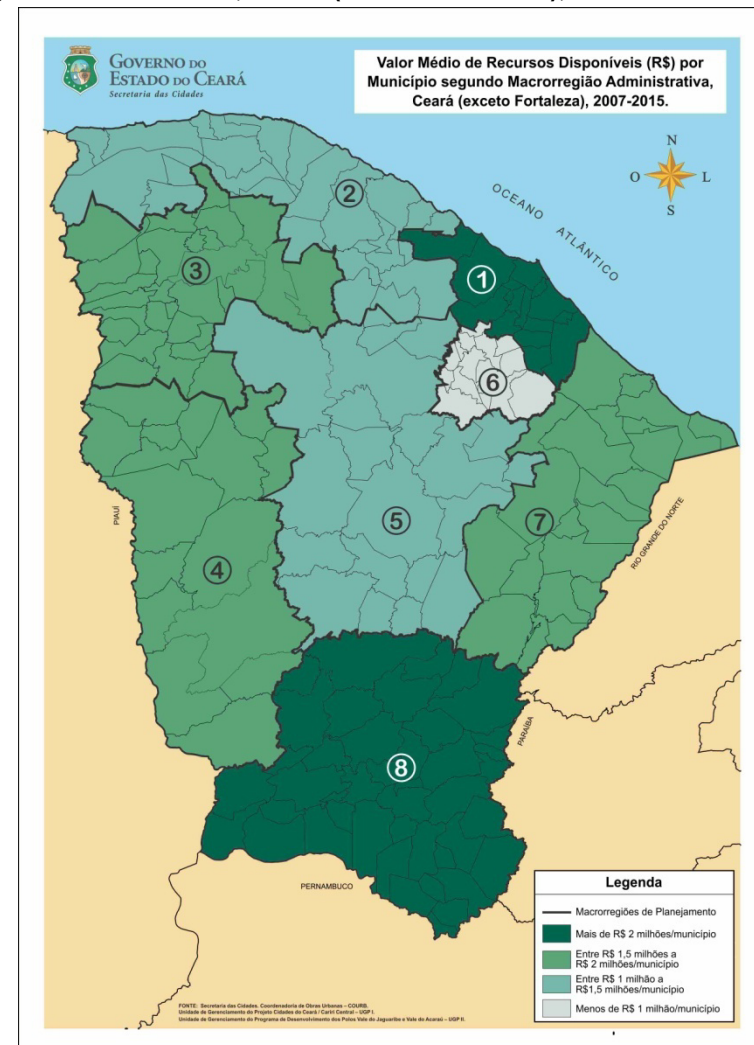 GOVERNO DO
ESTADO DO CEARÁ
Secretaria das Cidades
Valor Médio de Recursos Disponíveis (R$) por
Município segundo Macrorregião Administrativa,
Ceará (exceto Fortaleza), 2007-2015.
N
O
L
S
OCEANO ATLÂNTICO
2
3
1
6
5
7
4
8
PIAUÍ
RIO GRANDE DO NORTE
PARAÍBA
PERNAMBUCO
Legenda
Macrorregiões de Planejamento
Mais de R$ 2 milhões/município
Entre R$ 1,5 milhões a
R$ 2 milhões/município
Entre R$ 1 milhão a
R$1,5 milhões/município
Menos de R$ 1 milhão/município
FONTE: Secretaria das Cidades. Coordenadoria de Obras Urbanas – COURB.
Unidade de Gerenciamento do Projeto Cidades do Ceará / Cariri Central – UGP I.
Unidade de Gerenciamento do Programa de Desenvolvimento dos Polos Vale do Jaguaribe e Vale do Acaraú – UGP II.